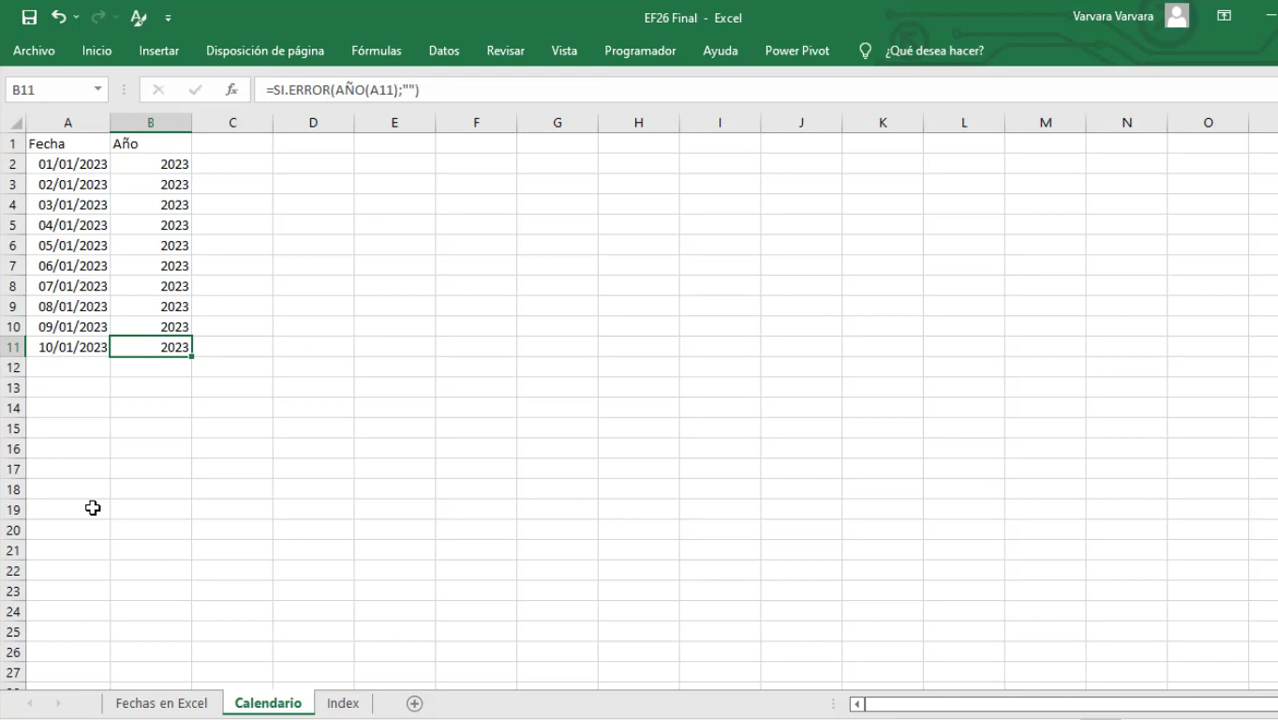 EF26 Final - Excel
Varvara Varvara
Archivo Inicio Insertar Disposición de página Fórmulas Datos Revisar Vista Programador Ayuda Power Pivot ¿Qué desea hacer?
B11 fx =SI.ERROR(AÑO(A11);"")
A B C D E F G H I J K L M N O
1 Fecha Año
2 01/01/2023 2023
3 02/01/2023 2023
4 03/01/2023 2023
5 04/01/2023 2023
6 05/01/2023 2023
7 06/01/2023 2023
8 07/01/2023 2023
9 08/01/2023 2023
10 09/01/2023 2023
11 10/01/2023 2023
12
13
14
15
16
17
18
19
20
21
22
23
24
25
26
27
Fechas en Excel Calendario Index